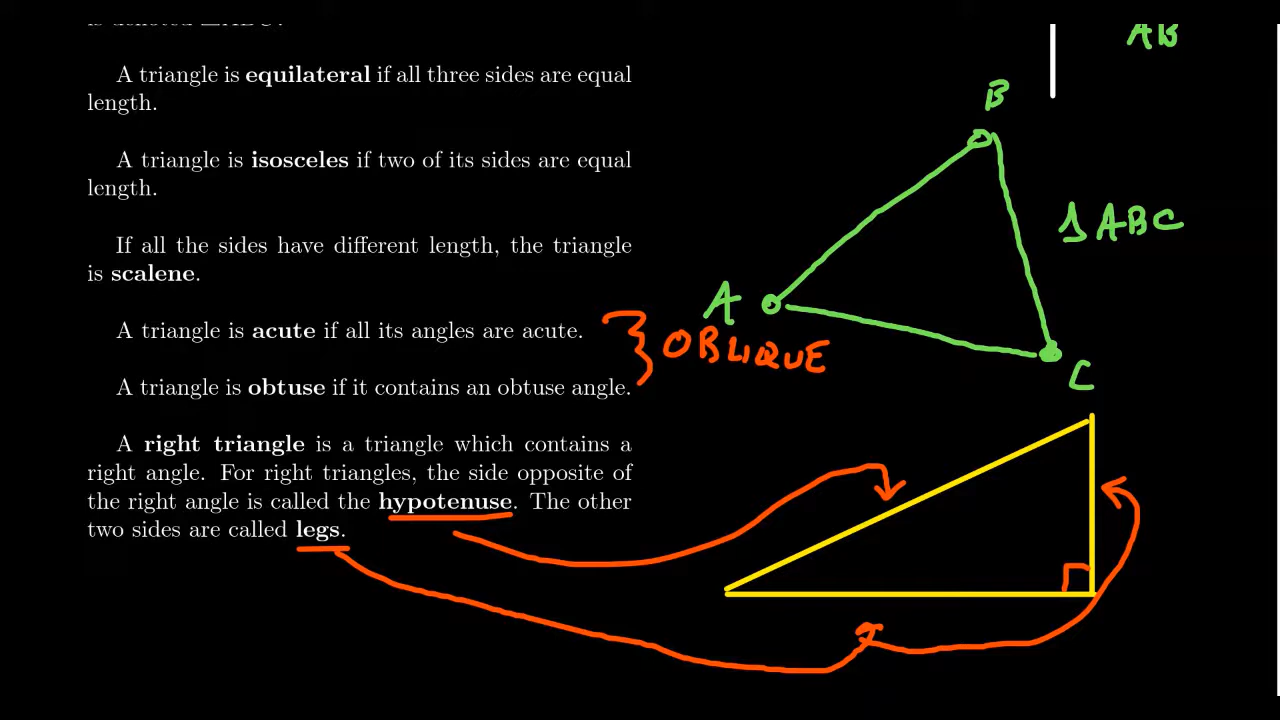 A triangle is equilateral if all three sides are equal
length.
A triangle is isosceles if two of its sides are equal
length.
If all the sides have different length, the triangle
is scalene.
A triangle is acute if all its angles are acute.
A triangle is obtuse if it contains an obtuse angle.
A right triangle is a triangle which contains a
right angle. For right triangles, the side opposite of
the right angle is called the hypotenuse. The other
two sides are called legs.
AB
B
△ABC
A
OBLIQUE
C